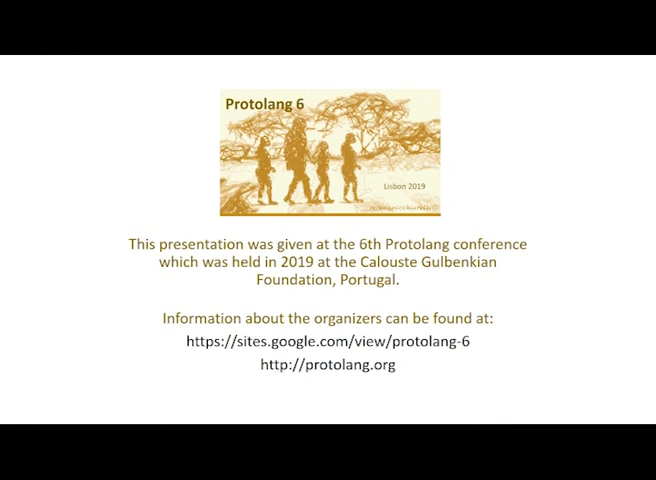 Protolang 6
Lisbon 2019
This presentation was given at the 6th Protolang conference
which was held in 2019 at the Calouste Gulbenkian
Foundation, Portugal.
Information about the organizers can be found at:
https://sites.google.com/view/protolang-6
http://protolang.org